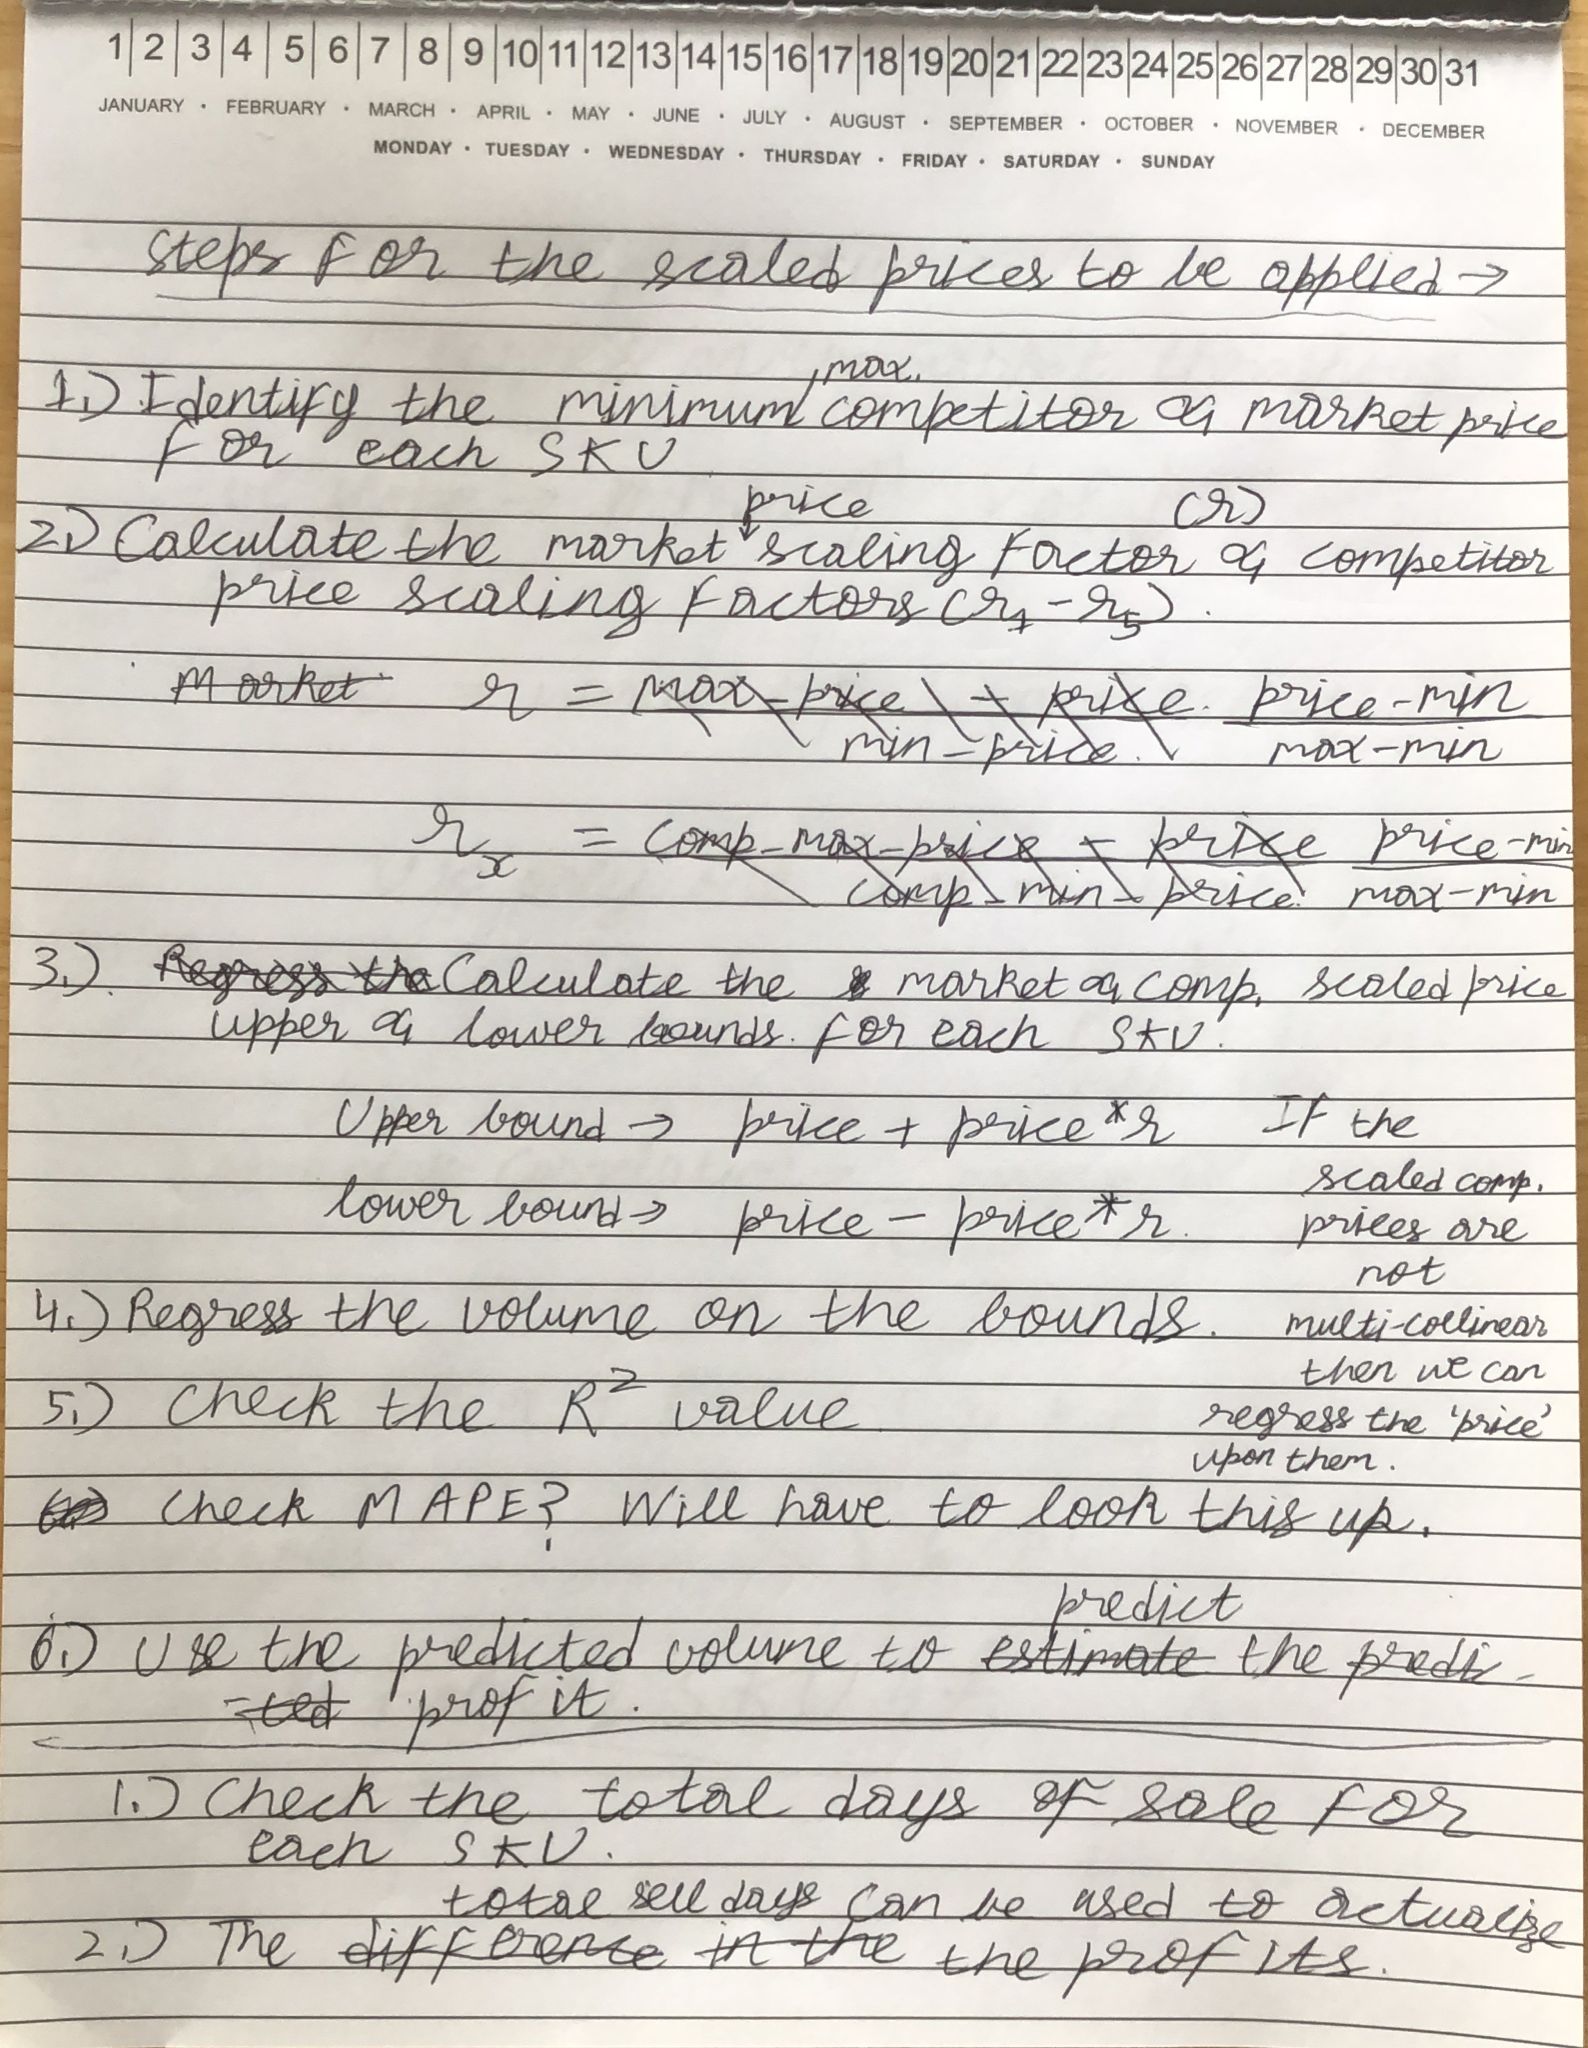 1 2 3 4 5 6 7 8 9 10 11 12 13 14 15 16 17 18 19 20 21 22 23 24 25 26 27 28 29 30 31
JANUARY · FEBRUARY · MARCH · APRIL · MAY · JUNE · JULY · AUGUST · SEPTEMBER · OCTOBER · NOVEMBER · DECEMBER
MONDAY · TUESDAY · WEDNESDAY · THURSDAY · FRIDAY · SATURDAY · SUNDAY
steps for the scaled prices to be applied →
, max.
1.) Identify the minimum competitor & market price
for each SKU
price (r)
2.) Calculate the market scaling factor & competitor
price scaling factors (r1 - r5).
Market r = max-price - price. price-min
min-price. max-min
rx = comp-max-price - price price-min
comp-min-price. max-min
3.) Regress the Calculate the market & comp. scaled price
upper & lower bounds. for each SKU.
Upper bound → price + price*r If the
scaled comp.
lower bound → price - price*r. prices are
not
4.) Regress the volume on the bounds. multi-collinear
then we can
5.) Check the R² value regress the 'price'
upon them.
Check MAPE? Will have to look this up.
predict
6.) Use the predicted volume to estimate the predic-
-ted profit.
1.) Check the total days of sale for
each SKU.
total sell days can be used to actualize
2.) The difference in the the profits.